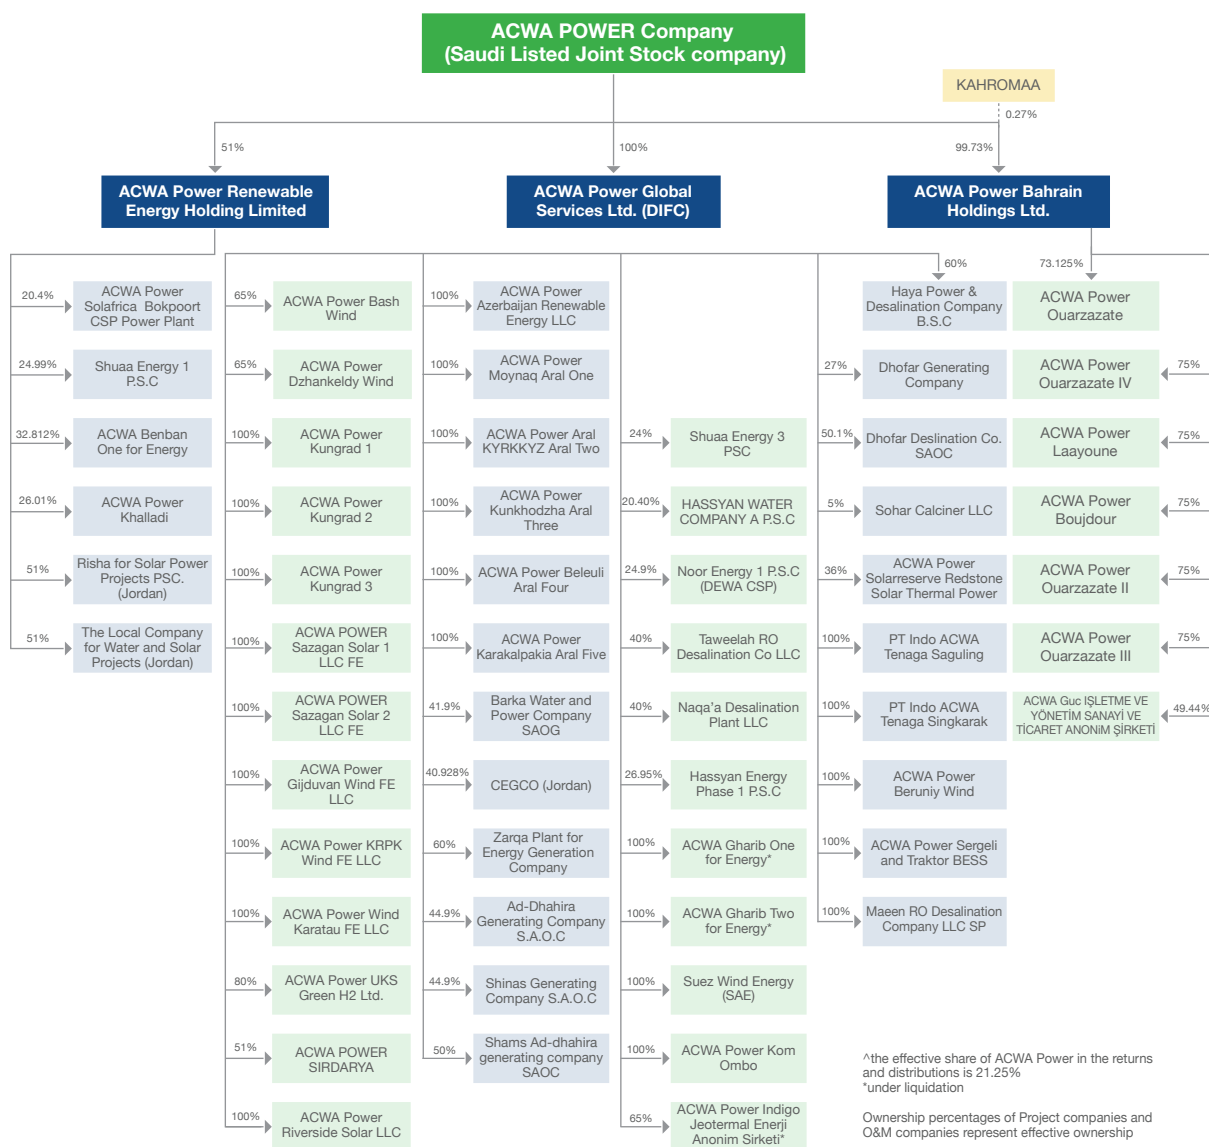 ACWA POWER Company
(Saudi Listed Joint Stock company)
KAHROMAA
0.27%
51%
100%
99.73%
ACWA Power Renewable
Energy Holding Limited
ACWA Power Global
Services Ltd. (DIFC)
ACWA Power Bahrain
Holdings Ltd.
20.4%
ACWA Power
Solafrica Bokpoort
CSP Power Plant
24.99%
Shuaa Energy 1
P.S.C
32.812%
ACWA Benban
One for Energy
26.01%
ACWA Power
Khalladi
51%
Risha for Solar Power
Projects PSC.
(Jordan)
51%
The Local Company
for Water and Solar
Projects (Jordan)
65%
ACWA Power Bash
Wind
65%
ACWA Power
Dzhankeldy Wind
100%
ACWA Power
Kungrad 1
100%
ACWA Power
Kungrad 2
100%
ACWA Power
Kungrad 3
100%
ACWA POWER
Sazagan Solar 1
LLC FE
100%
ACWA POWER
Sazagan Solar 2
LLC FE
100%
ACWA Power
Gijduvan Wind FE
LLC
100%
ACWA Power KRPK
Wind FE LLC
100%
ACWA Power Wind
Karatau FE LLC
80%
ACWA Power UKS
Green H2 Ltd.
51%
ACWA POWER
SIRDARYA
100%
ACWA Power
Riverside Solar LLC
100%
ACWA Power
Azerbaijan Renewable
Energy LLC
100%
ACWA Power
Moynaq Aral One
100%
ACWA Power Aral
KYRKKYZ Aral Two
100%
ACWA Power
Kunkhodzha Aral
Three
100%
ACWA Power Beleuli
Aral Four
100%
ACWA Power
Karakalpakia Aral Five
41.9%
Barka Water and
Power Company
SAOG
40.928%
CEGCO (Jordan)
60%
Zarqa Plant for
Energy Generation
Company
44.9%
Ad-Dhahira
Generating Company
S.A.O.C
44.9%
Shinas Generating
Company S.A.O.C
50%
Shams Ad-dhahira
generating company
SAOC
24%
Shuaa Energy 3
PSC
20.40%
HASSYAN WATER
COMPANY A P.S.C
24.9%
Noor Energy 1 P.S.C
(DEWA CSP)
40%
Taweelah RO
Desalination Co LLC
40%
Naqa'a Desalination
Plant LLC
26.95%
Hassyan Energy
Phase 1 P.S.C
100%
ACWA Gharib One
for Energy*
100%
ACWA Gharib Two
for Energy*
100%
Suez Wind Energy
(SAE)
100%
ACWA Power Kom
Ombo
65%
ACWA Power Indigo
Jeotermal Enerji
Anonim Sirketi*
60%
Haya Power &
Desalination Company
B.S.C
27%
Dhofar Generating
Company
50.1%
Dhofar Deslination Co.
SAOC
5%
Sohar Calciner LLC
36%
ACWA Power
Solarreserve Redstone
Solar Thermal Power
100%
PT Indo ACWA
Tenaga Saguling
100%
PT Indo ACWA
Tenaga Singkarak
100%
ACWA Power
Beruniy Wind
100%
ACWA Power Sergeli
and Traktor BESS
100%
Maeen RO Desalination
Company LLC SP
73.125%
ACWA Power
Ouarzazate
ACWA Power
Ouarzazate IV
75%
ACWA Power
Laayoune
75%
ACWA Power
Boujdour
75%
ACWA Power
Ouarzazate II
75%
ACWA Power
Ouarzazate III
75%
ACWA Guc IŞLETME VE
YÖNETİM SANAYİ VE
TİCARET ANONİM ŞİRKETİ
49.44%
^the effective share of ACWA Power in the returns
and distributions is 21.25%
*under liquidation
Ownership percentages of Project companies and
O&M companies represent effective ownership